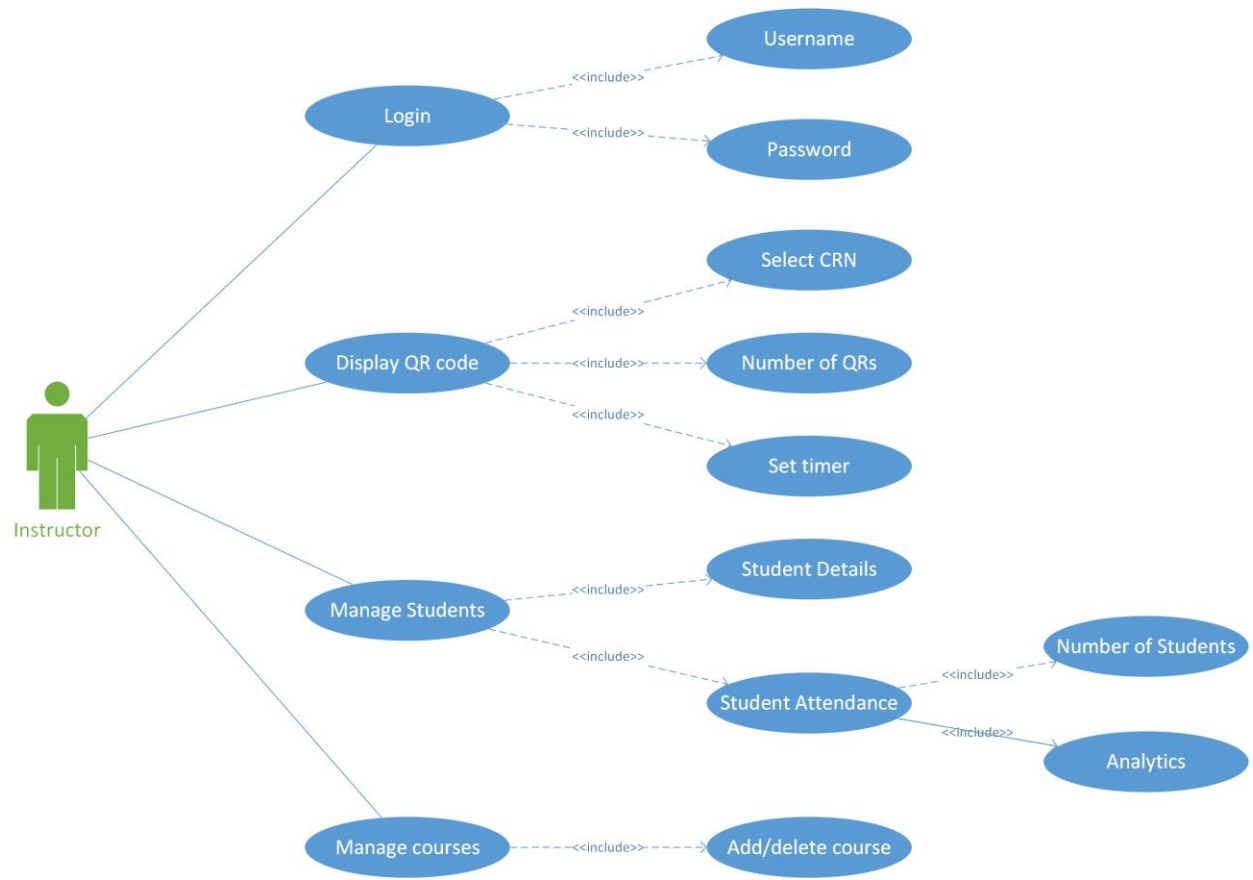 Username
<<include>>
Login
<<include>>
Password
Select CRN
<<include>>
Display QR code
<<include>>
Number of QRs
<<include>>
Set timer
Instructor
Student Details
<<include>>
Manage Students
<<include>>
Number of Students
<<include>>
Student Attendance
<<include>>
Analytics
Manage courses
<<include>>
Add/delete course